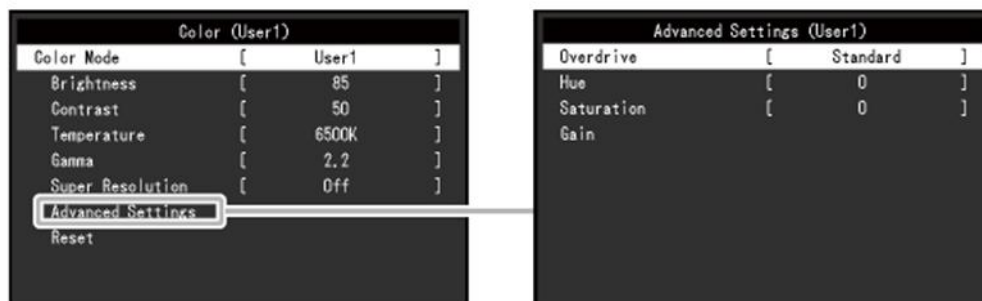 Color (User1)
Color Mode [ User1 ]
Brightness [ 85 ]
Contrast [ 50 ]
Temperature [ 6500K ]
Gamma [ 2.2 ]
Super Resolution [ Off ]
Advanced Settings
Reset
Advanced Settings (User1)
Overdrive [ Standard ]
Hue [ 0 ]
Saturation [ 0 ]
Gain